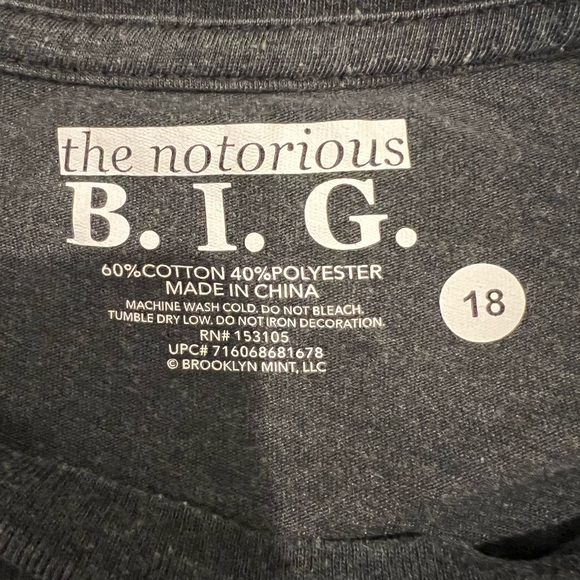 the notorious
B. I. G.
60%COTTON 40%POLYESTER
MADE IN CHINA
MACHINE WASH COLD. DO NOT BLEACH.
TUMBLE DRY LOW. DO NOT IRON DECORATION.
RN# 153105
UPC# 716068681678
© BROOKLYN MINT, LLC
18